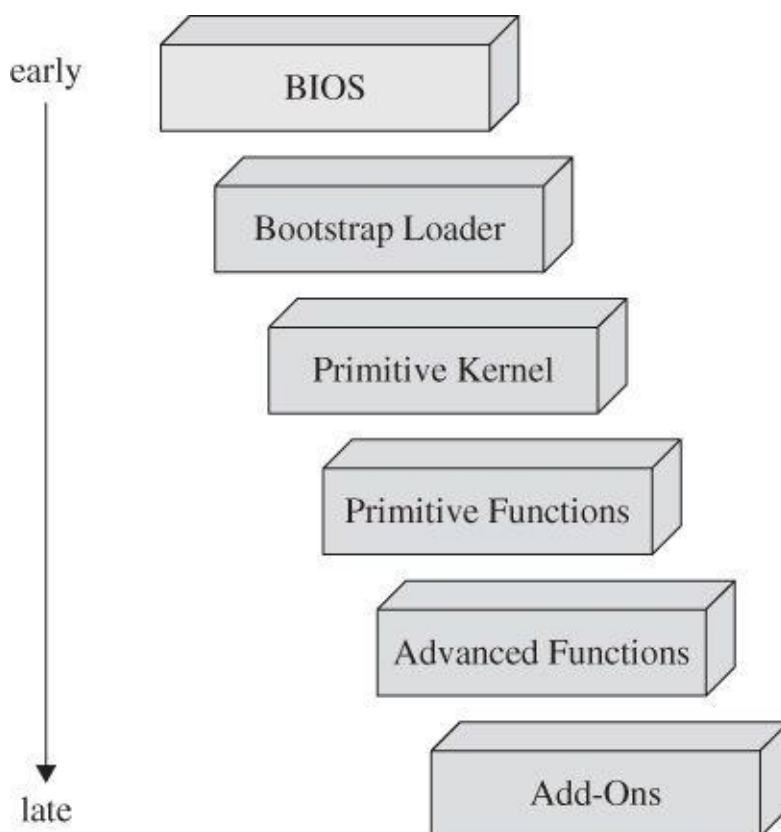 early
BIOS
Bootstrap Loader
Primitive Kernel
Primitive Functions
Advanced Functions
Add-Ons
late